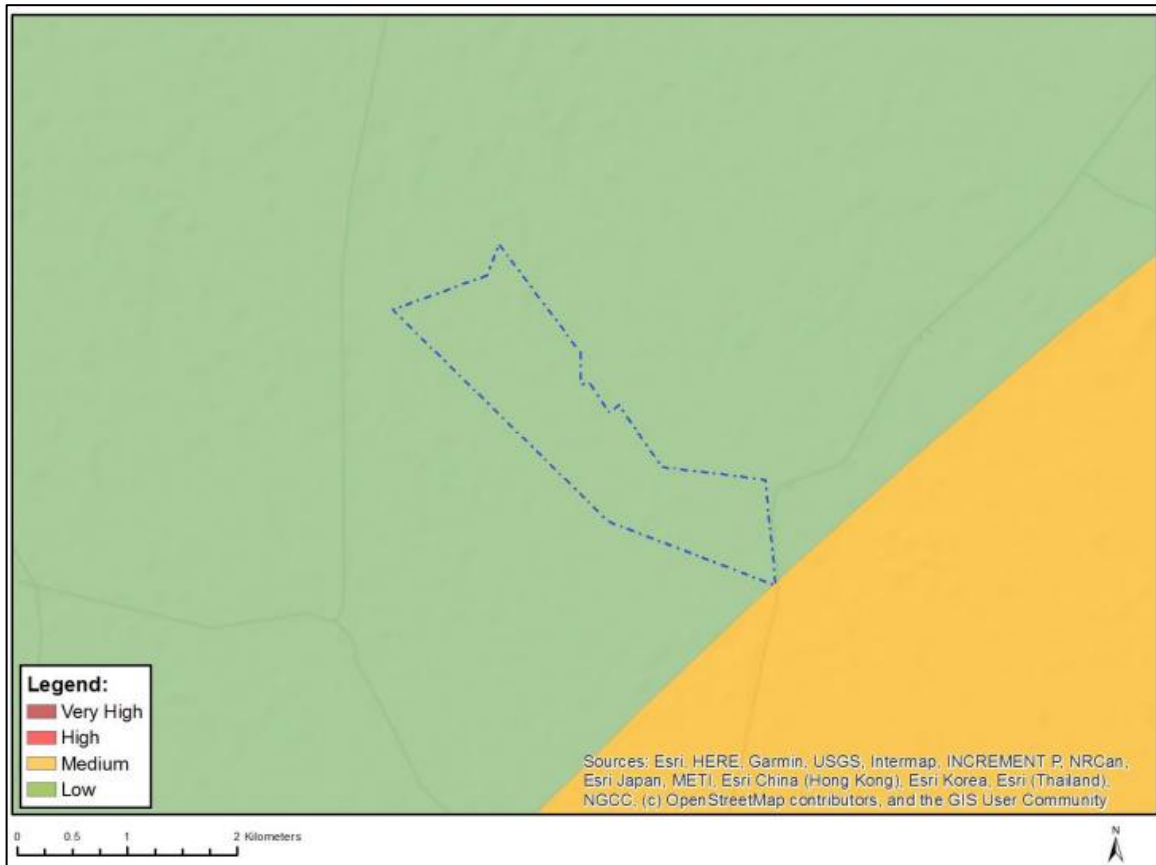 Legend:
Very High
High
Medium
Low
Sources: Esri, HERE, Garmin, USGS, Intermap, INCREMENT P, NRCan,
Esri Japan, METI, Esri China (Hong Kong), Esri Korea, Esri (Thailand),
NGCC, (c) OpenStreetMap contributors, and the GIS User Community
0 0.5 1 2 Kilometers
N